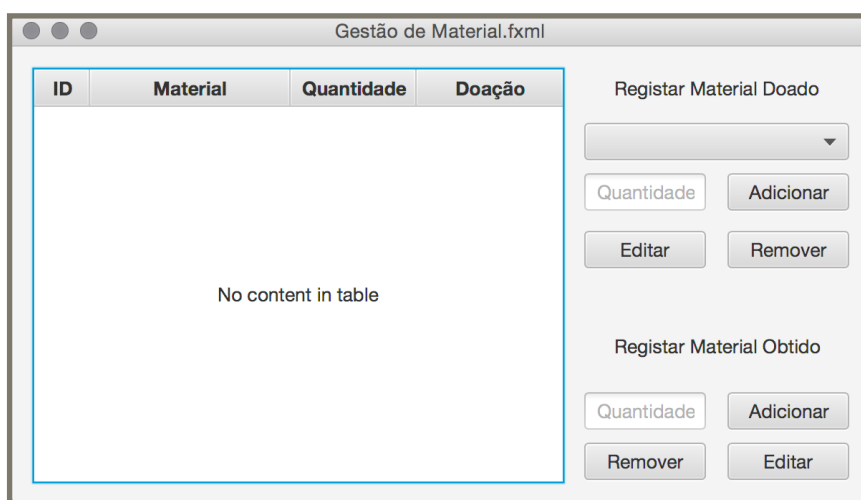 Gestão de Material.fxml
ID Material Quantidade Doação
No content in table
Registar Material Doado
Quantidade Adicionar
Editar Remover
Registar Material Obtido
Quantidade Adicionar
Remover Editar